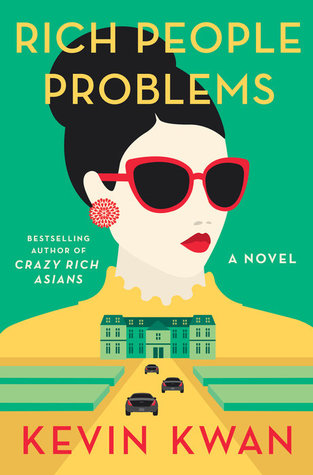 RICH PEOPLE
PROBLEMS
BESTSELLING
AUTHOR OF
CRAZY RICH
ASIANS
A NOVEL
KEVIN KWAN